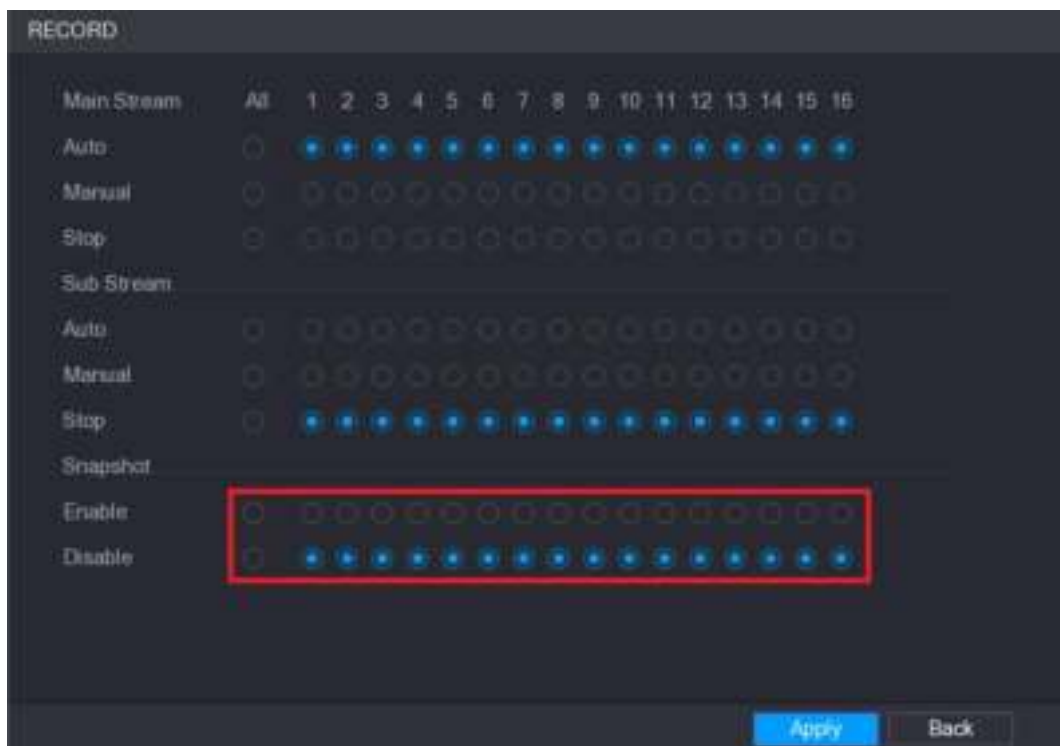 RECORD
Main Stream All 1 2 3 4 5 6 7 8 9 10 11 12 13 14 15 16
Auto
Manual
Stop
Sub Stream
Auto
Manual
Stop
Snapshot
Enable
Disable
Apply Back